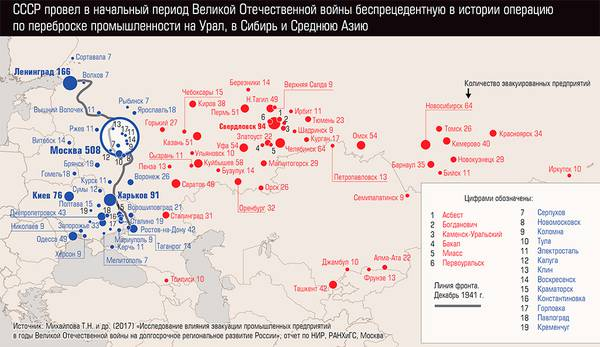 СССР провел в начальный период Великой Отечественной войны беспрецедентную в истории операцию
по переброске промышленности на Урал, в Сибирь и Среднюю Азию
Количество эвакуированных предприятий
Сортавала 7
Ленинград 166
Волхов 7
Вышний Волочек 11
Рыбинск 7
Ярославль 18
Ржев 11
Витебск 14
Москва 508
Брянск 19
Гомель 18
Курск 19
Сумы 12
Киев 76
Харьков 91
Полтава 15
Воронеж 26
Ворошиловград 21
Днепропетровск 43
Николаев 9
Запорожье 33
Одесса 49
Херсон 9
Сталино 19
Ростов-на-Дону 42
Мариуполь 9
Керчь 11
Таганрог 14
Мелитополь 7
Березники 14
Чебоксары 15
Киров 38
Н.Тагил 49
Верхняя Салда 9
Пермь 51
Ирбит 11
Тюмень 23
Горький 27
Свердловск 94
Шадринск 9
Курган 17
Казань 51
Златоуст 22
Уфа 54
Челябинск 64
Ульяновск 10
Сызрань 11
Куйбышев 58
Магнитогорск 29
Пенза 13
Бузулук 14
Петропавловск 13
Саратов 49
Орск 26
Оренбург 32
Сталинград 31
Омск 54
Новосибирск 64
Томск 26
Кемерово 40
Красноярск 34
Новокузнецк 29
Барнаул 35
Бийск 11
Иркутск 10
Семипалатинск 9
Тбилиси 10
Джамбул 10
Алма-Ата 22
Фрунзе 13
Ташкент 42
Цифрами обозначены:
1 Асбест
2 Богданович
3 Каменск-Уральский
4 Бакал
5 Миасс
6 Первоуральск
7 Серпухов
8 Новомосковск
9 Коломна
10 Тула
11 Электросталь
12 Калуга
13 Клин
14 Воскресенск
15 Краматорск
16 Константиновка
17 Горловка
18 Павлоград
19 Кременчуг
Линия фронта.
Декабрь 1941 г.
Источник: Михайлова Т.Н. и др. (2017) «Исследование влияния эвакуации промышленных предприятий
в годы Великой Отечественной войны на долгосрочное региональное развитие России»; отчет по НИР, РАНХиГС, Москва